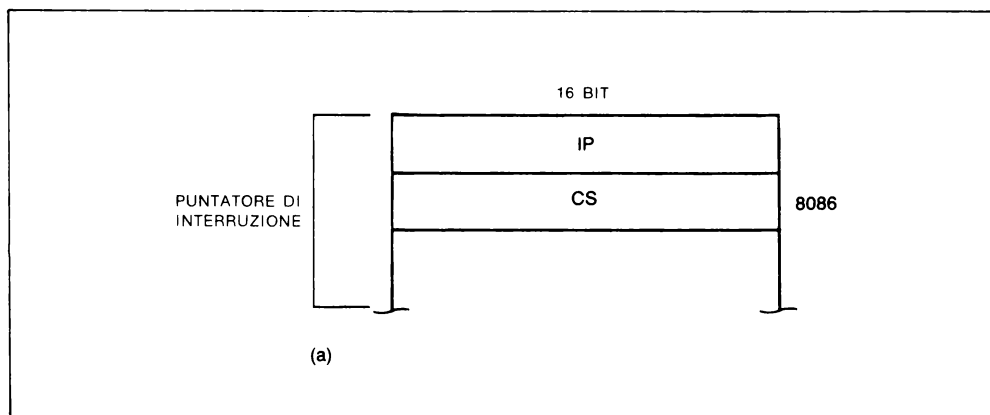 16 BIT
IP
PUNTATORE DI
INTERRUZIONE
CS
8086
(a)